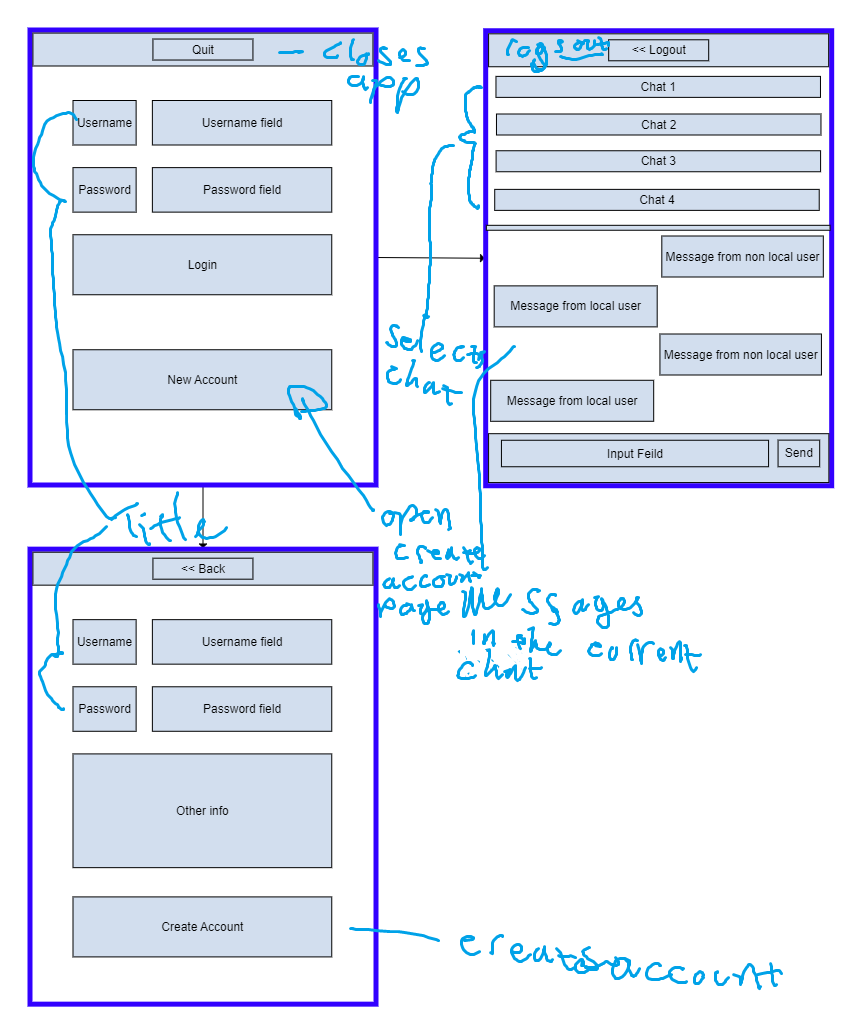 Quit
– closes
app
Username
Username field
Password
Password field
Login
New Account
logs out
<< Logout
Chat 1
Chat 2
Chat 3
Chat 4
Message from non local user
Message from local user
Message from non local user
Message from local user
Input Feild
Send
selects
chat
open
create
account
page
messages
in the current
chat
Title
<< Back
Username
Username field
Password
Password field
Other info
Create Account
creates account